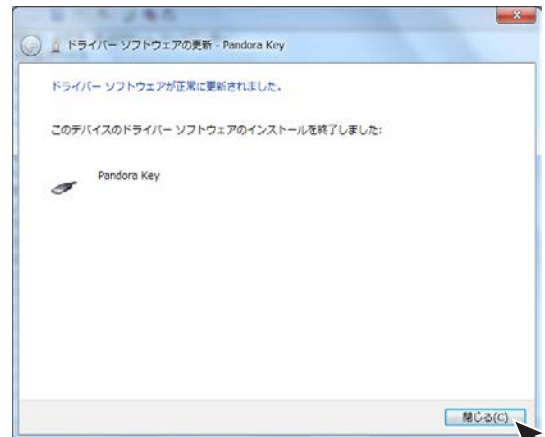 ドライバー ソフトウェアの更新 - Pandora Key
ドライバー ソフトウェアが正常に更新されました。
このデバイスのドライバー ソフトウェアのインストールを終了しました:
Pandora Key
閉じる(C)